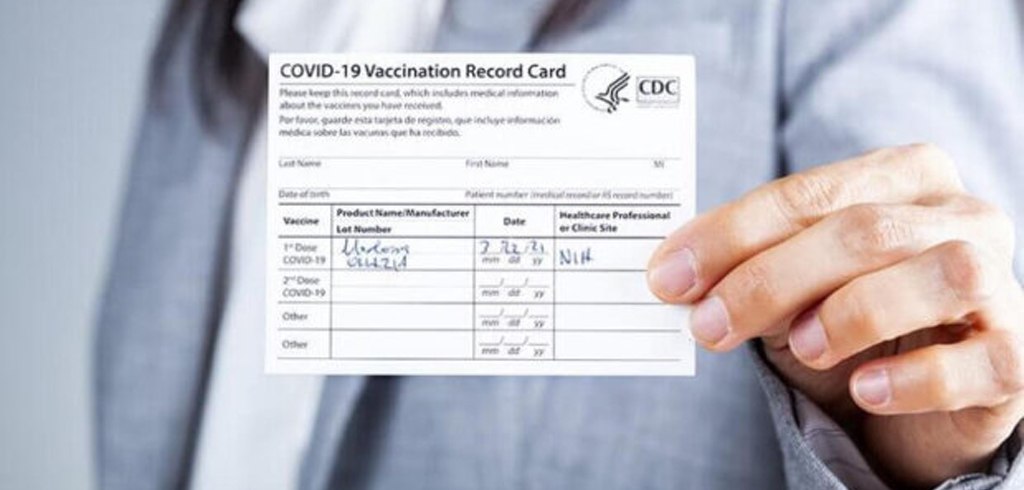 COVID-19 Vaccination Record Card
CDC
Please keep this record card, which includes medical information
about the vaccines you have received.
Por favor, guarde esta tarjeta de registro, que incluye información
médica sobre las vacunas que ha recibido.
Last Name First Name MI
Date of birth Patient number (medical record or IIS record number)
Vaccine Product Name/Manufacturer Date Healthcare Professional
Lot Number or Clinic Site
1st Dose
COVID-19 mm dd yy NIH
2nd Dose
COVID-19 mm dd yy
Other
mm dd yy
Other
mm dd yy